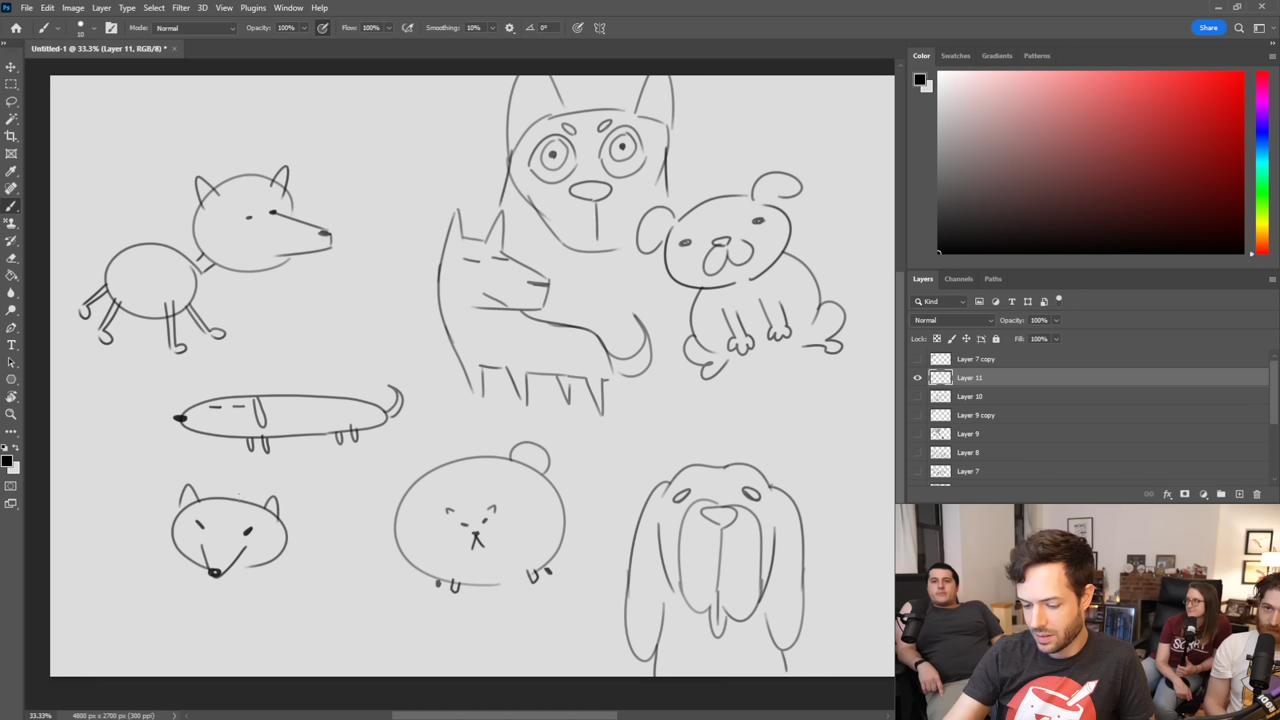 Ps File Edit Image Layer Type Select Filter 3D View Plugins Window Help
10 Mode: Normal Opacity: 100% Flow: 100% Smoothing: 10% 0° Share
Untitled-1 @ 33.3% (Layer 11, RGB/8) *
Color Swatches Gradients Patterns
Layers Channels Paths
Kind
Normal Opacity: 100%
Lock: Fill: 100%
Layer 7 copy
Layer 11
Layer 10
Layer 9 copy
Layer 9
Layer 8
Layer 7
fx
33.33% 4800 px x 2700 px (300 ppi)